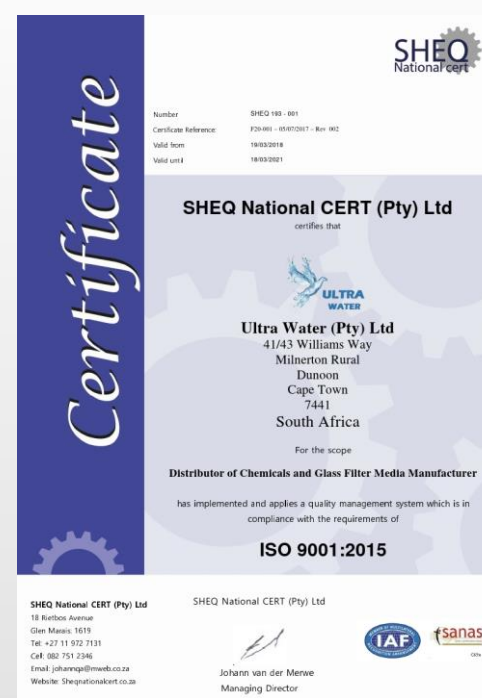 Certificate
SHEQ
National cert
Number SHEQ 193 - 001
Certificate Reference: F20-001 - 05/07/2017 - Rev 002
Valid from 19/03/2018
Valid until 18/03/2021
SHEQ National CERT (Pty) Ltd
certifies that
ULTRA
WATER
Ultra Water (Pty) Ltd
41/43 Williams Way
Milnerton Rural
Dunoon
Cape Town
7441
South Africa
For the scope
Distributor of Chemicals and Glass Filter Media Manufacturer
has implemented and applies a quality management system which is in
compliance with the requirements of
ISO 9001:2015
SHEQ National CERT (Pty) Ltd
18 Rietbos Avenue
Glen Marais: 1619
Tel: +27 11 972 7131
Cell: 082 751 2346
Email: johannqa@mweb.co.za
Website: Sheqnationalcert.co.za
SHEQ National CERT (Pty) Ltd
Johann van der Merwe
Managing Director
IAF
sanas